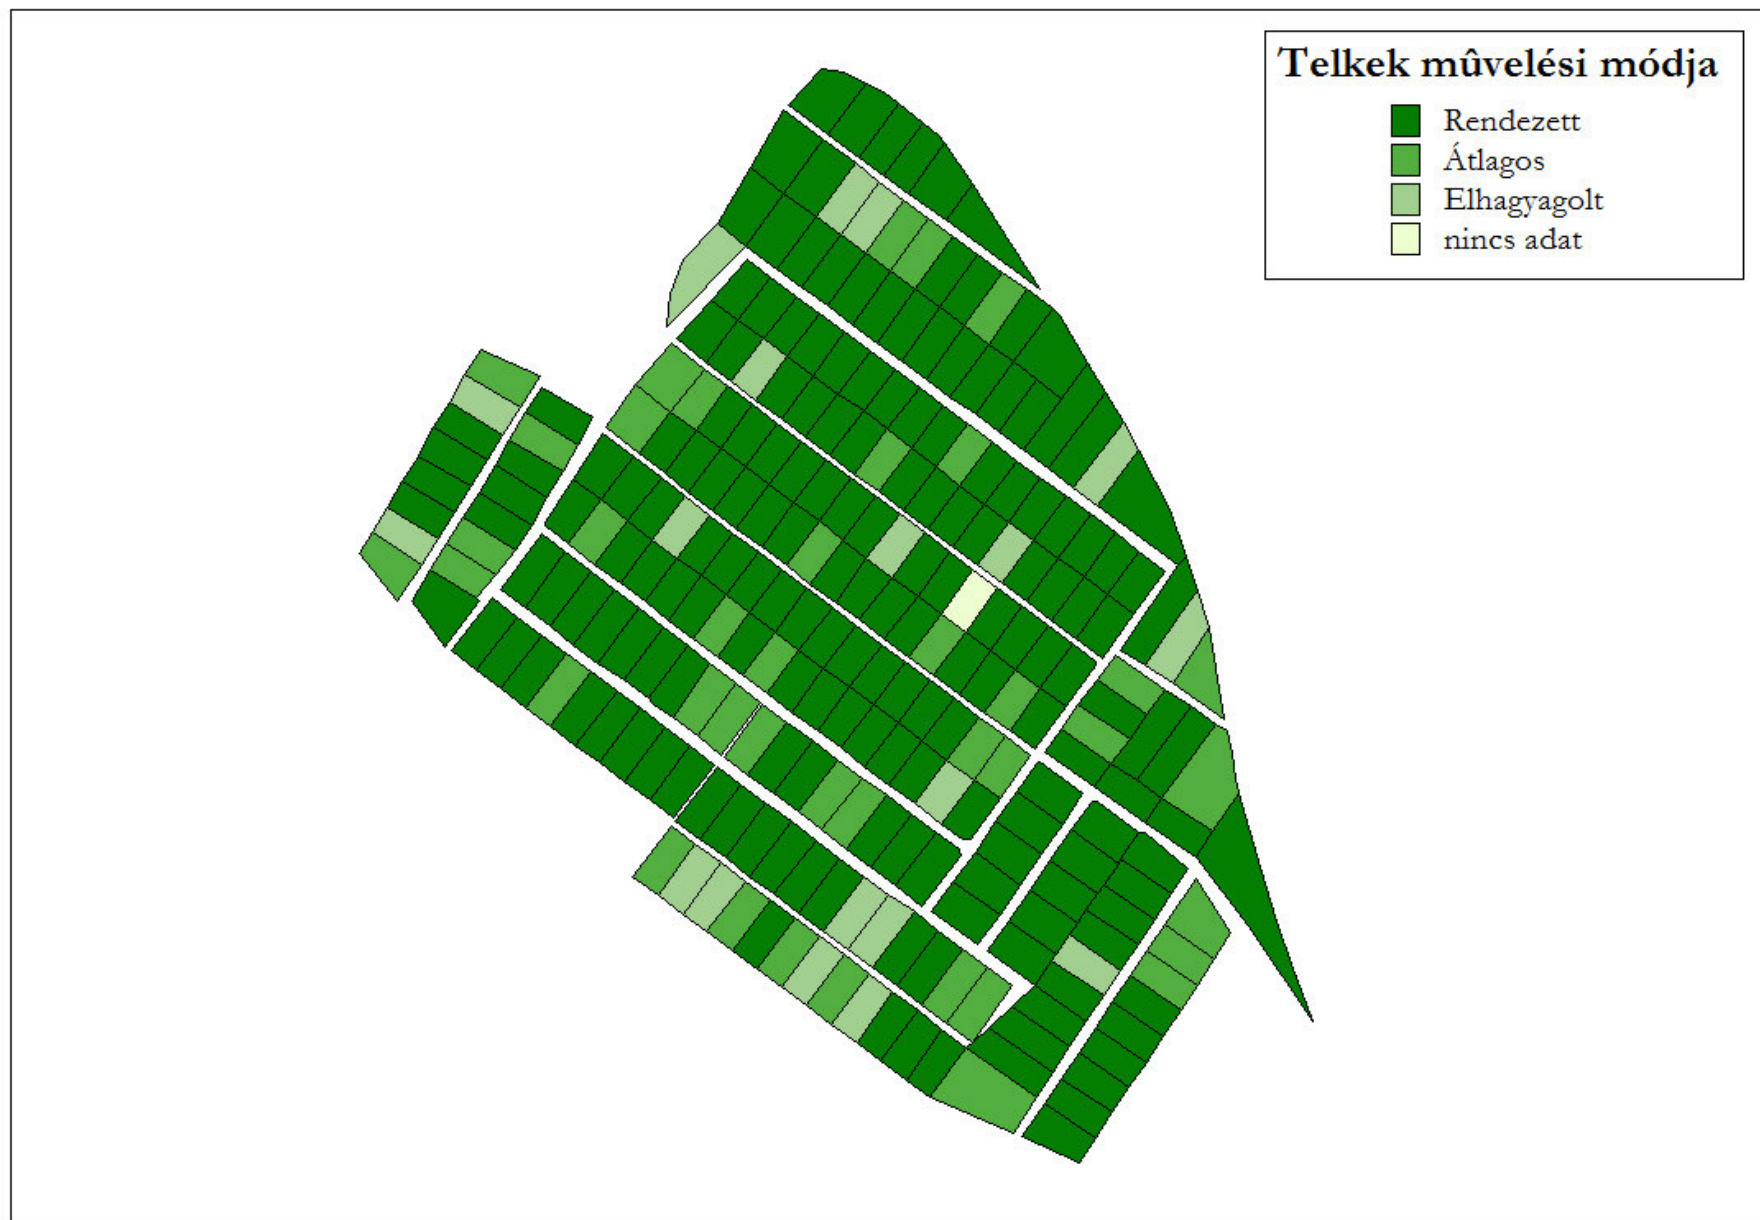 Telkek mûvelési módja
Rendezett
Átlagos
Elhagyagolt
nincs adat